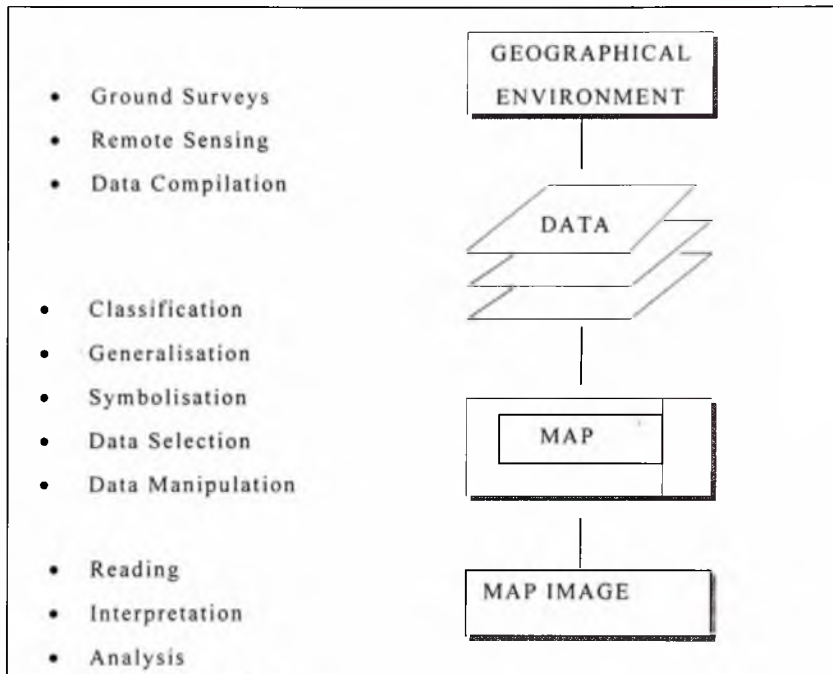 GEOGRAPHICAL
ENVIRONMENT
• Ground Surveys
• Remote Sensing
• Data Compilation
DATA
• Classification
• Generalisation
• Symbolisation
• Data Selection
• Data Manipulation
MAP
• Reading
• Interpretation
• Analysis
MAP IMAGE